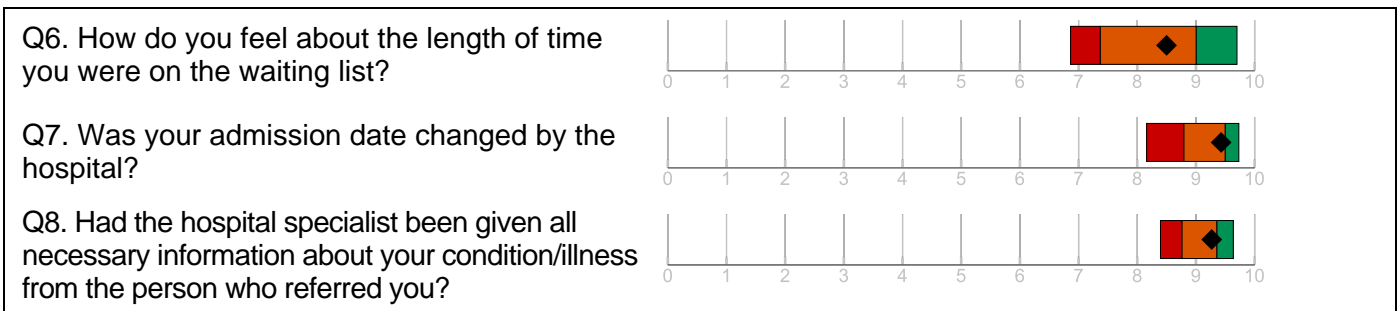 Q6. How do you feel about the length of time
you were on the waiting list?
0 1 2 3 4 5 6 7 8 9 10
Q7. Was your admission date changed by the
hospital?
0 1 2 3 4 5 6 7 8 9 10
Q8. Had the hospital specialist been given all
necessary information about your condition/illness
from the person who referred you?
0 1 2 3 4 5 6 7 8 9 10